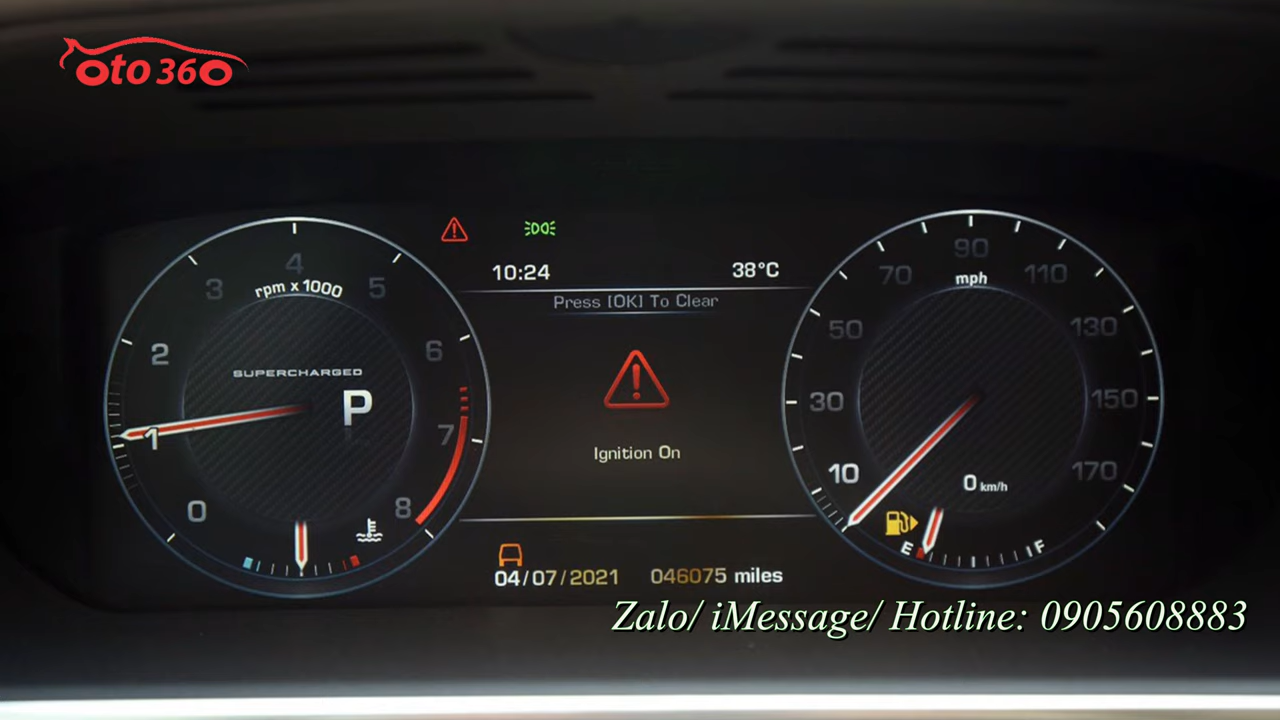 oto 360
10:24
38°C
Press [OK] To Clear
Ignition On
04/07/2021 046075 miles
0
1
2
3
4
5
6
7
8
rpm x 1000
SUPERCHARGED
P
10
30
50
70
90
110
130
150
170
mph
0 km/h
E
F
Zalo/ iMessage/ Hotline: 0905608883